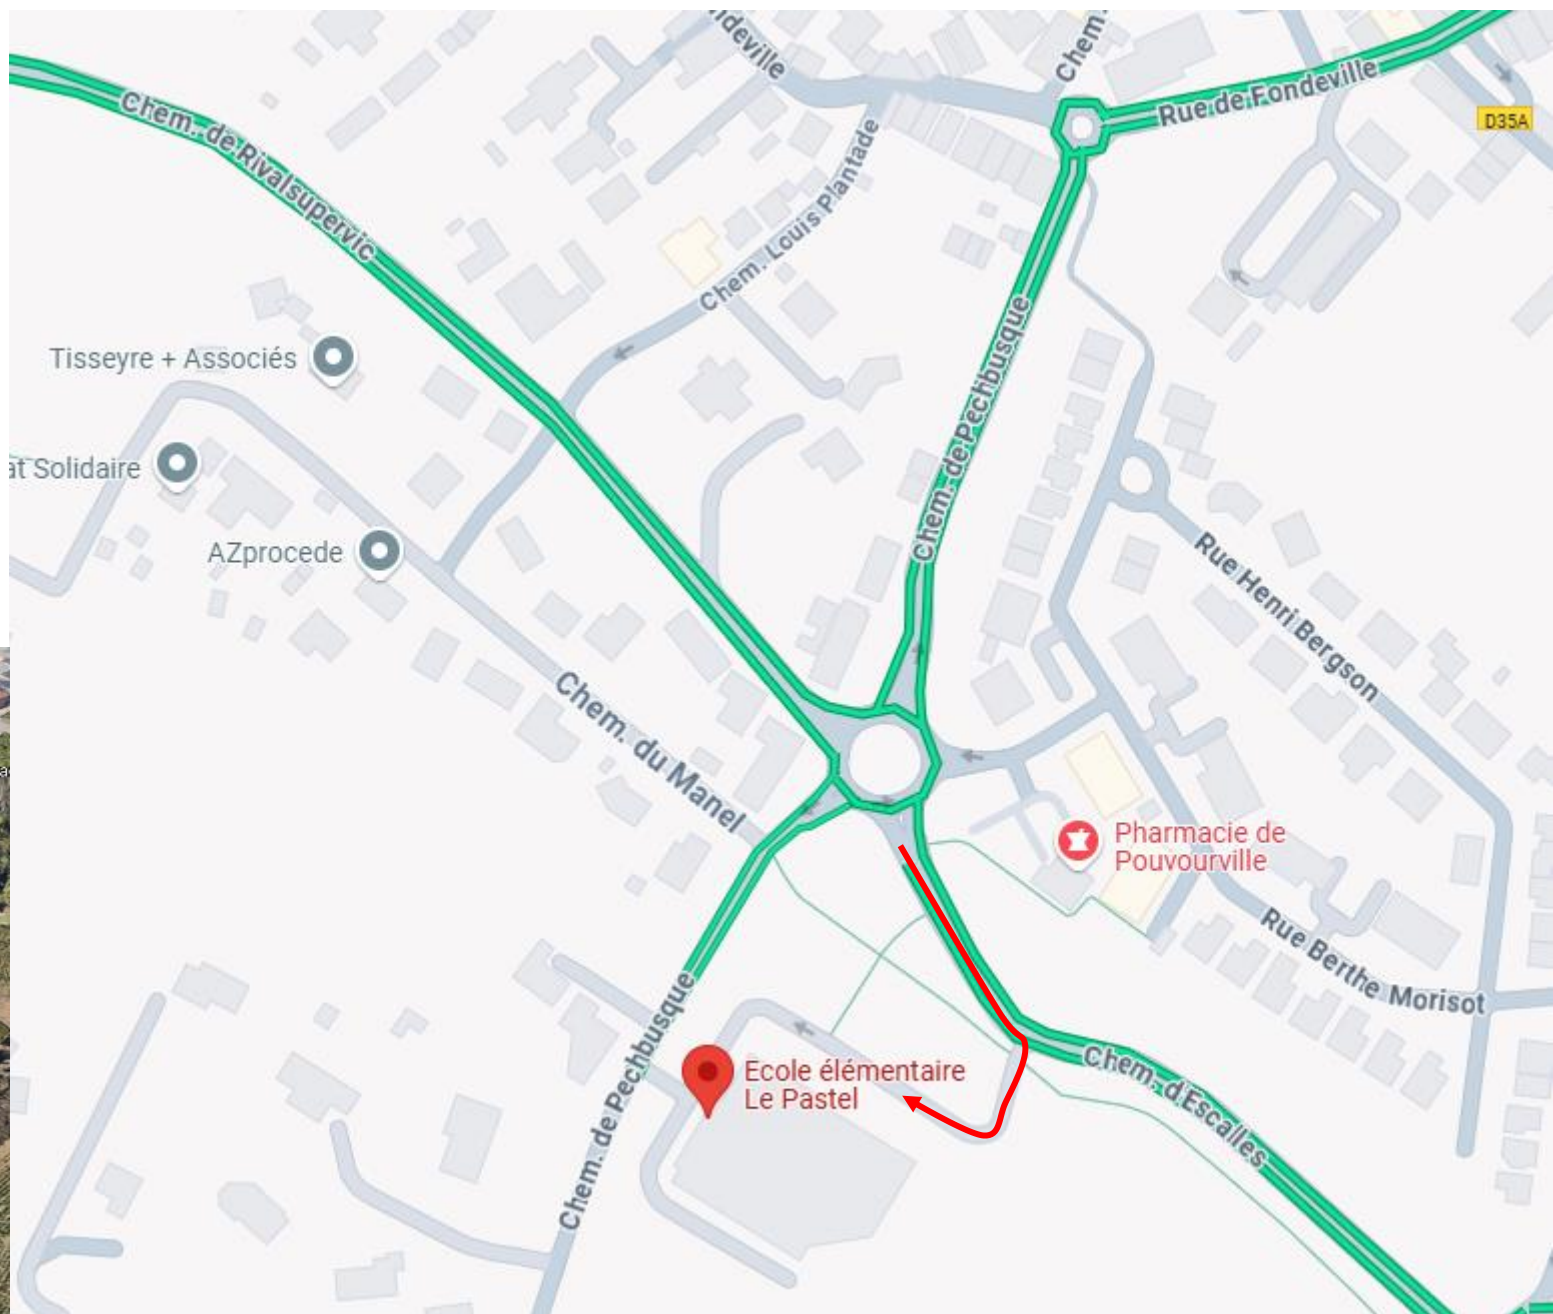 ndeville
Chem.
Chem. de Rivalsupervic
Rue de Fondeville
D35A
Chem. Louis Plantade
Tisseyre + Associés
Chem. de Pechbusque
at Solidaire
AZprocede
Rue Henri Bergson
Chem. du Manel
Pharmacie de
Pouvourville
Rue Berthe Morisot
Chem. de Pechbusque
Ecole élémentaire
Le Pastel
Chem. d'Escalles